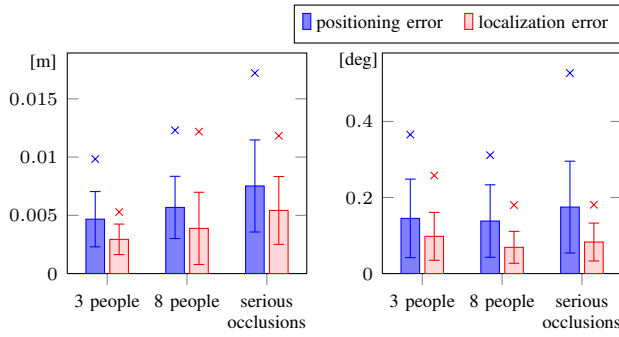 positioning error localization error
[m]
0.015
0.01
0.005
0
3 people 8 people serious
occlusions
[deg]
0.4
0.2
0
3 people 8 people serious
occlusions